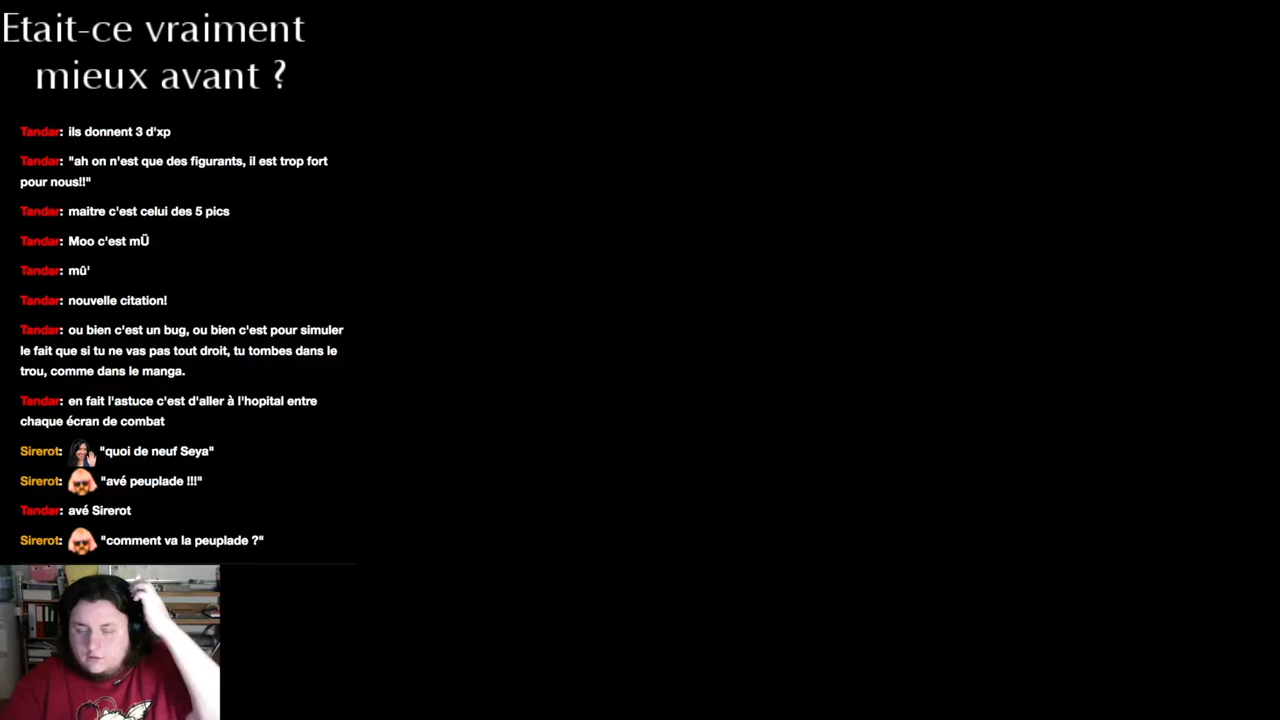 Etait-ce vraiment
mieux avant ?
Tandar: ils donnent 3 d'xp
Tandar: "ah on n'est que des figurants, il est trop fort
pour nous!!"
Tandar: maitre c'est celui des 5 pics
Tandar: Moo c'est mÜ
Tandar: mû'
Tandar: nouvelle citation!
Tandar: ou bien c'est un bug, ou bien c'est pour simuler
le fait que si tu ne vas pas tout droit, tu tombes dans le
trou, comme dans le manga.
Tandar: en fait l'astuce c'est d'aller à l'hopital entre
chaque écran de combat
Sirerot: "quoi de neuf Seya"
Sirerot: "avé peuplade !!!"
Tandar: avé Sirerot
Sirerot: "comment va la peuplade ?"